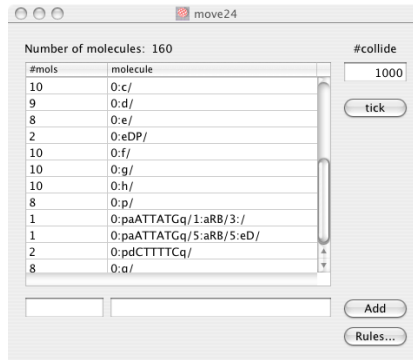 move24
Number of molecules: 160
#collide
#mols molecule
1000
10 0:c/
9 0:d/
tick
8 0:e/
2 0:eDP/
10 0:f/
10 0:g/
10 0:h/
8 0:p/
1 0:paATTATGq/1:aRB/3:/
1 0:paATTATGq/5:aRB/5:eD/
2 0:pdCTTTTCq/
8 0:q/
Add
Rules...